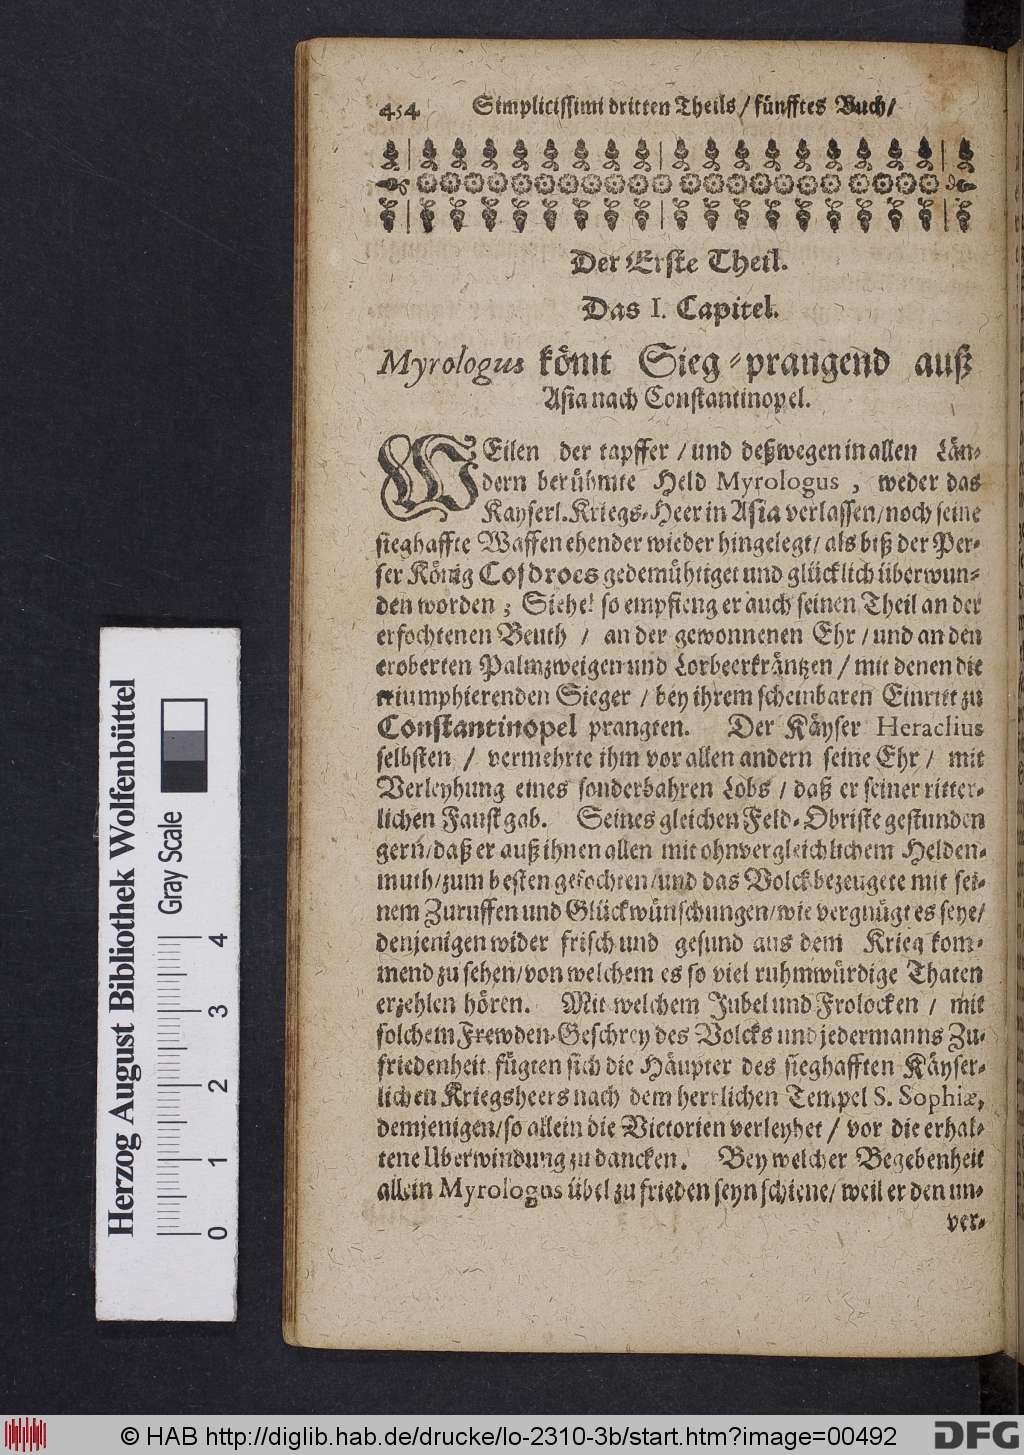 454 Simplicissimi dritten Theils / fünfftes Buch /
Der Erste Theil.
Das I. Capitel.
Myrologus kömt Sieg-prangend auß
Asia nach Constantinopel.
WEilen der tapffer / und deßwegen in allen Län-
dern berühmte Held Myrologus, weder das
Kayserl. Kriegs-Heer in Asia verlassen / noch seine
sieghaffte Waffen ehender wieder hingelegt / als biß der Per-
ser König Cosdroes gedemühtiget und glücklich überwun-
den worden; Siehe! so empfieng er auch seinen Theil an der
erfochtenen Beuth / an der gewonnenen Ehr / und an den
eroberten Palmzweigen und Lorbeerkräntzen / mit denen die
triumphierenden Sieger / bey ihrem scheinbaren Einritt zu
Constantinopel prangten. Der Käyser Heraclius
selbsten / vermehrte ihm vor allen andern seine Ehr / mit
Verleyhung eines sonderbahren Lobs / daß er seiner ritter-
lichen Faust gab. Seines gleichen Feld-Obriste gestunden
gern / daß er auß ihnen allen mit ohnvergleichlichem Helden-
muth / zum besten gefochten / und das Volck bezeugete mit sei-
nem Zuruffen und Glückwünschungen / wie vergnügt es seye /
denjenigen wider frisch und gesund aus dem Krieg kom-
mend zu sehen / von welchem es so viel ruhmwürdige Thaten
erzehlen hören. Mit welchem Jubel und Frolocken / mit
solchem Frewden-Geschrey des Volcks und jedermanns Zu-
friedenheit fügten sich die Häupter des sieghafften Käyser-
lichen Kriegsheers nach dem herrlichen Tempel S. Sophiæ,
demjenigen / so allein die Victorien verleyhet / vor die erhal-
tene Uberwindung zu dancken. Bey welcher Begebenheit
allein Myrologus übel zu frieden seyn schiene / weil er den un-
ver-
Herzog August Bibliothek Wolfenbüttel
Gray Scale
0 1 2 3 4
© HAB http://diglib.hab.de/drucke/lo-2310-3b/start.htm?image=00492
DFG